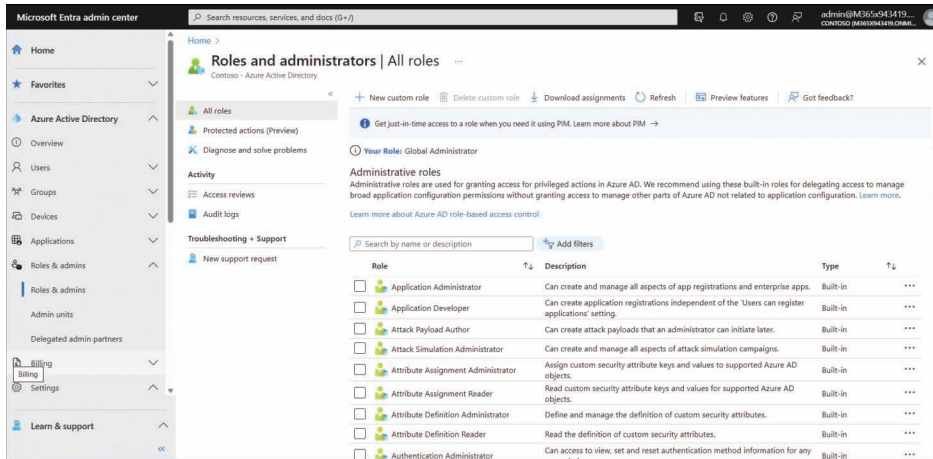 Microsoft Entra admin center
Search resources, services, and docs (G+/)
admin@M365x943419....
CONTOSO (M365X943419.ONMI...
Home
Favorites
Azure Active Directory
Overview
Users
Groups
Devices
Applications
Roles & admins
Roles & admins
Admin units
Delegated admin partners
Billing
Billing
Settings
Learn & support
Home >
Roles and administrators | All roles ...
Contoso - Azure Active Directory
All roles
Protected actions (Preview)
Diagnose and solve problems
Activity
Access reviews
Audit logs
Troubleshooting + Support
New support request
New custom role Delete custom role Download assignments Refresh Preview features Got feedback?
Get just-in-time access to a role when you need it using PIM. Learn more about PIM →
Your Role: Global Administrator
Administrative roles
Administrative roles are used for granting access for privileged actions in Azure AD. We recommend using these built-in roles for delegating access to manage
broad application configuration permissions without granting access to manage other parts of Azure AD not related to application configuration. Learn more.
Learn more about Azure AD role-based access control
Search by name or description Add filters
Role Description Type
Application Administrator Can create and manage all aspects of app registrations and enterprise apps. Built-in ...
Application Developer Can create application registrations independent of the 'Users can register
applications' setting. Built-in ...
Attack Payload Author Can create attack payloads that an administrator can initiate later. Built-in ...
Attack Simulation Administrator Can create and manage all aspects of attack simulation campaigns. Built-in ...
Attribute Assignment Administrator Assign custom security attribute keys and values to supported Azure AD
objects. Built-in ...
Attribute Assignment Reader Read custom security attribute keys and values for supported Azure AD
objects. Built-in ...
Attribute Definition Administrator Define and manage the definition of custom security attributes. Built-in ...
Attribute Definition Reader Read the definition of custom security attributes. Built-in ...
Authentication Administrator Can access to view, set and reset authentication method information for any
Built-in ...